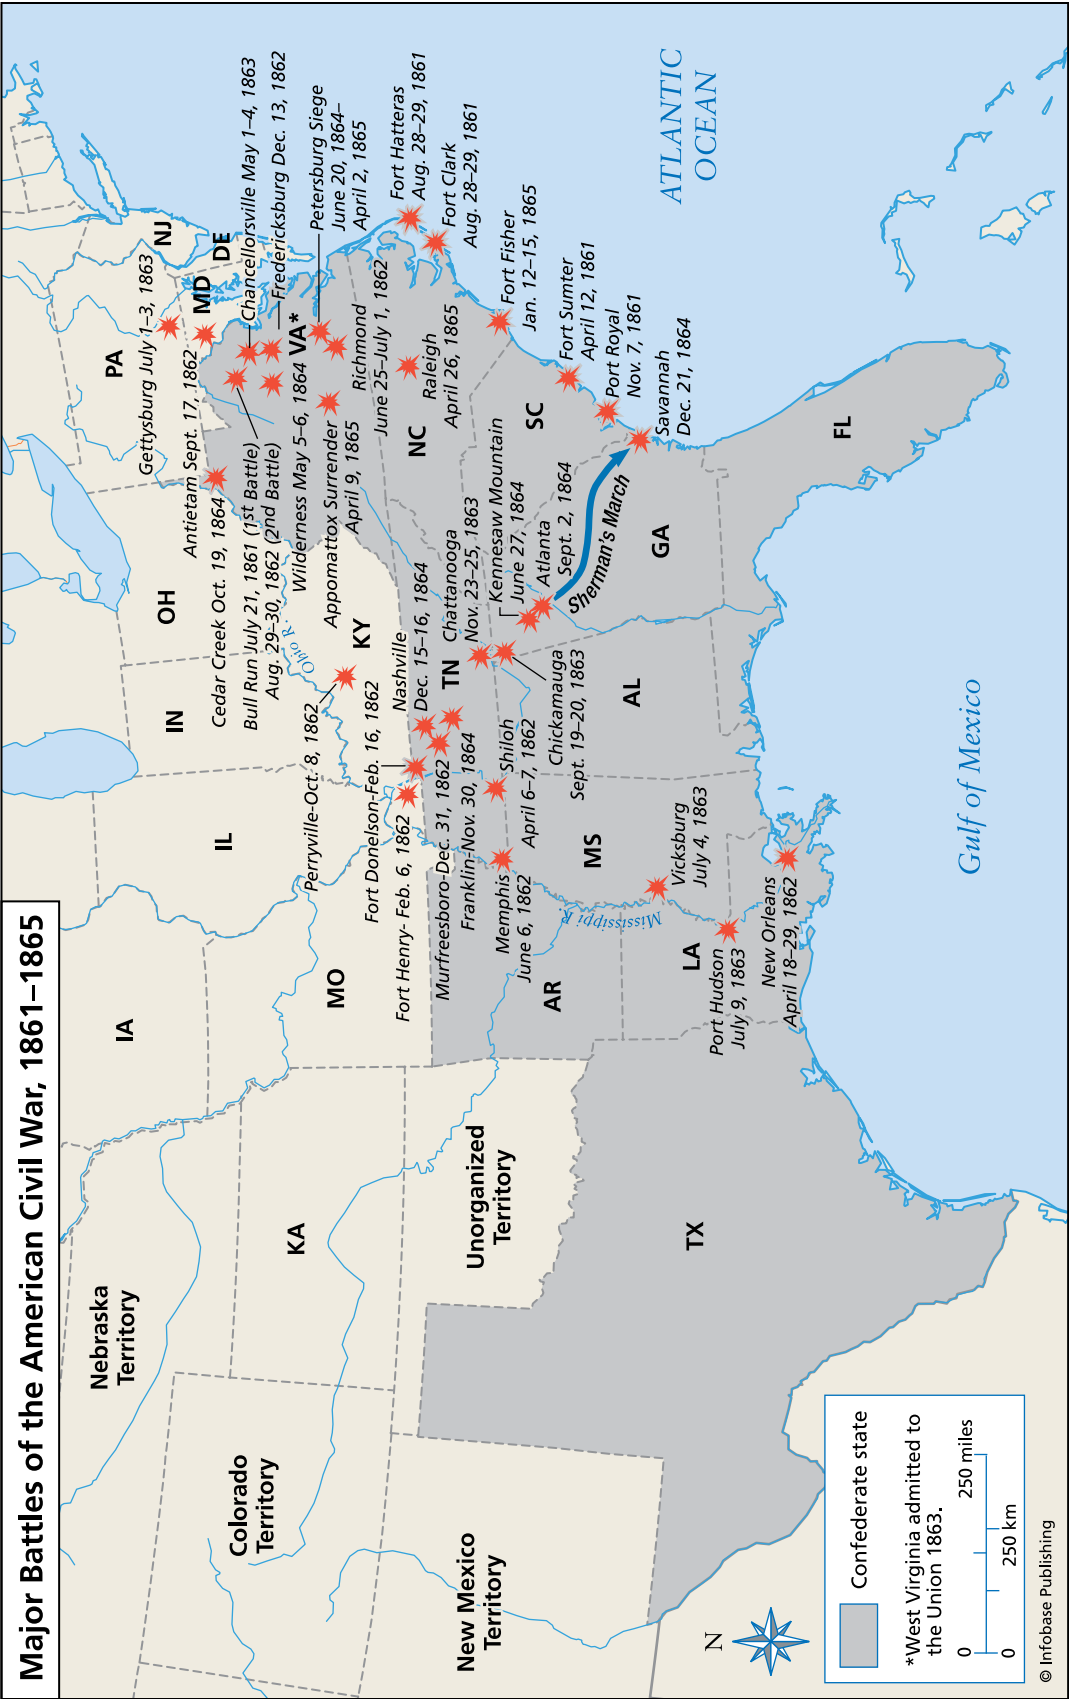 Major Battles of the American Civil War, 1861–1865
Nebraska
Territory
Colorado
Territory
New Mexico
Territory
Unorganized
Territory
KA
TX
IA
MO
AR
LA
IL
IN
OH
KY
TN
MS
AL
GA
FL
SC
NC
VA*
PA
MD
DE
NJ
Gettysburg July 1–3, 1863
Antietam Sept. 17, 1862
Cedar Creek Oct. 19, 1864
Bull Run July 21, 1861 (1st Battle)
Aug. 29–30, 1862 (2nd Battle)
Wilderness May 5–6, 1864
Appomattox Surrender
April 9, 1865
Chancellorsville May 1–4, 1863
Fredericksburg Dec. 13, 1862
Petersburg Siege
June 20, 1864–
April 2, 1865
Richmond
June 25–July 1, 1862
Raleigh
April 26, 1865
Fort Hatteras
Aug. 28–29, 1861
Fort Clark
Aug. 28–29, 1861
Fort Fisher
Jan. 12–15, 1865
Fort Sumter
April 12, 1861
Port Royal
Nov. 7, 1861
Savannah
Dec. 21, 1864
Sherman's March
Atlanta
Sept. 2, 1864
Kennesaw Mountain
June 27, 1864
Chattanooga
Nov. 23–25, 1863
Chickamauga
Sept. 19–20, 1863
Nashville
Dec. 15–16, 1864
Perryville-Oct. 8, 1862
Fort Donelson-Feb. 16, 1862
Fort Henry- Feb. 6, 1862
Murfreesboro-Dec. 31, 1862
Franklin-Nov. 30, 1864
Shiloh
April 6–7, 1862
Memphis
June 6, 1862
Vicksburg
July 4, 1863
Port Hudson
July 9, 1863
New Orleans
April 18–29, 1862
Ohio R.
Mississippi R.
ATLANTIC
OCEAN
Gulf of Mexico
N
Confederate state
*West Virginia admitted to
the Union 1863.
0 250 miles
0 250 km
© Infobase Publishing